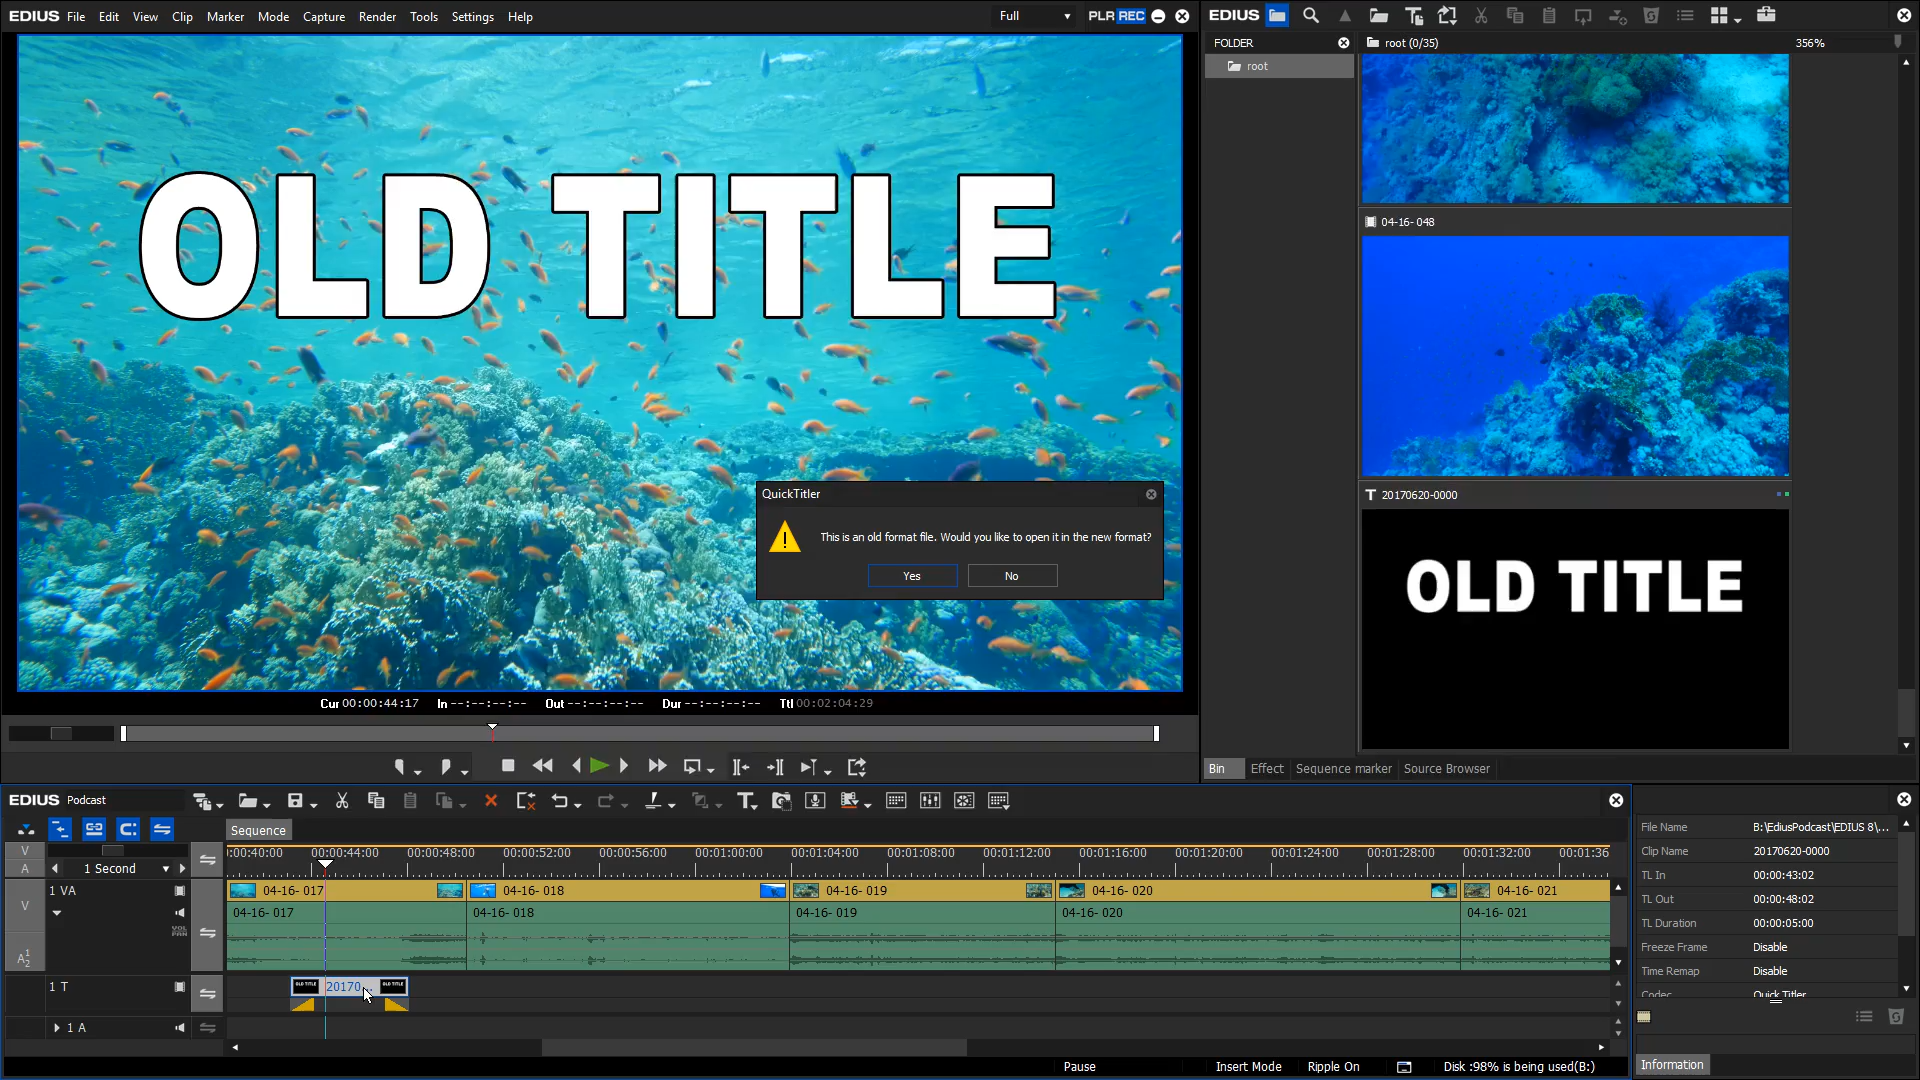 EDIUS File Edit View Clip Marker Mode Capture Render Tools Settings Help Full PLR REC
OLD TITLE
QuickTitler
This is an old format file. Would you like to open it in the new format?
Yes No
Cur 00:00:44:17 In --:--:--:-- Out --:--:--:-- Dur --:--:--:-- Ttl 00:02:04:29
EDIUS
FOLDER root (0/35) 356%
root
04-16- 048
T 20170620-0000
OLD TITLE
Bin Effect Sequence marker Source Browser
EDIUS Podcast
Sequence
V
A
1 Second
:00:40:00 00:00:44:00 00:00:48:00 00:00:52:00 00:00:56:00 00:01:00:00 00:01:04:00 00:01:08:00 00:01:12:00 00:01:16:00 00:01:20:00 00:01:24:00 00:01:28:00 00:01:32:00 00:01:36
1 VA 04-16- 017 04-16- 018 04-16- 019 04-16- 020 04-16- 021
V 04-16- 017 04-16- 018 04-16- 019 04-16- 020 04-16- 021
VOL
PAN
A 1 2
1 T OLD TITLE 20170... OLD TITLE
1 A
File Name B:\EdiusPodcast\EDIUS 8\...
Clip Name 20170620-0000
TL In 00:00:43:02
TL Out 00:00:48:02
TL Duration 00:00:05:00
Freeze Frame Disable
Time Remap Disable
Codec Quick Titler
Information
Pause Insert Mode Ripple On Disk :98% is being used(B:)